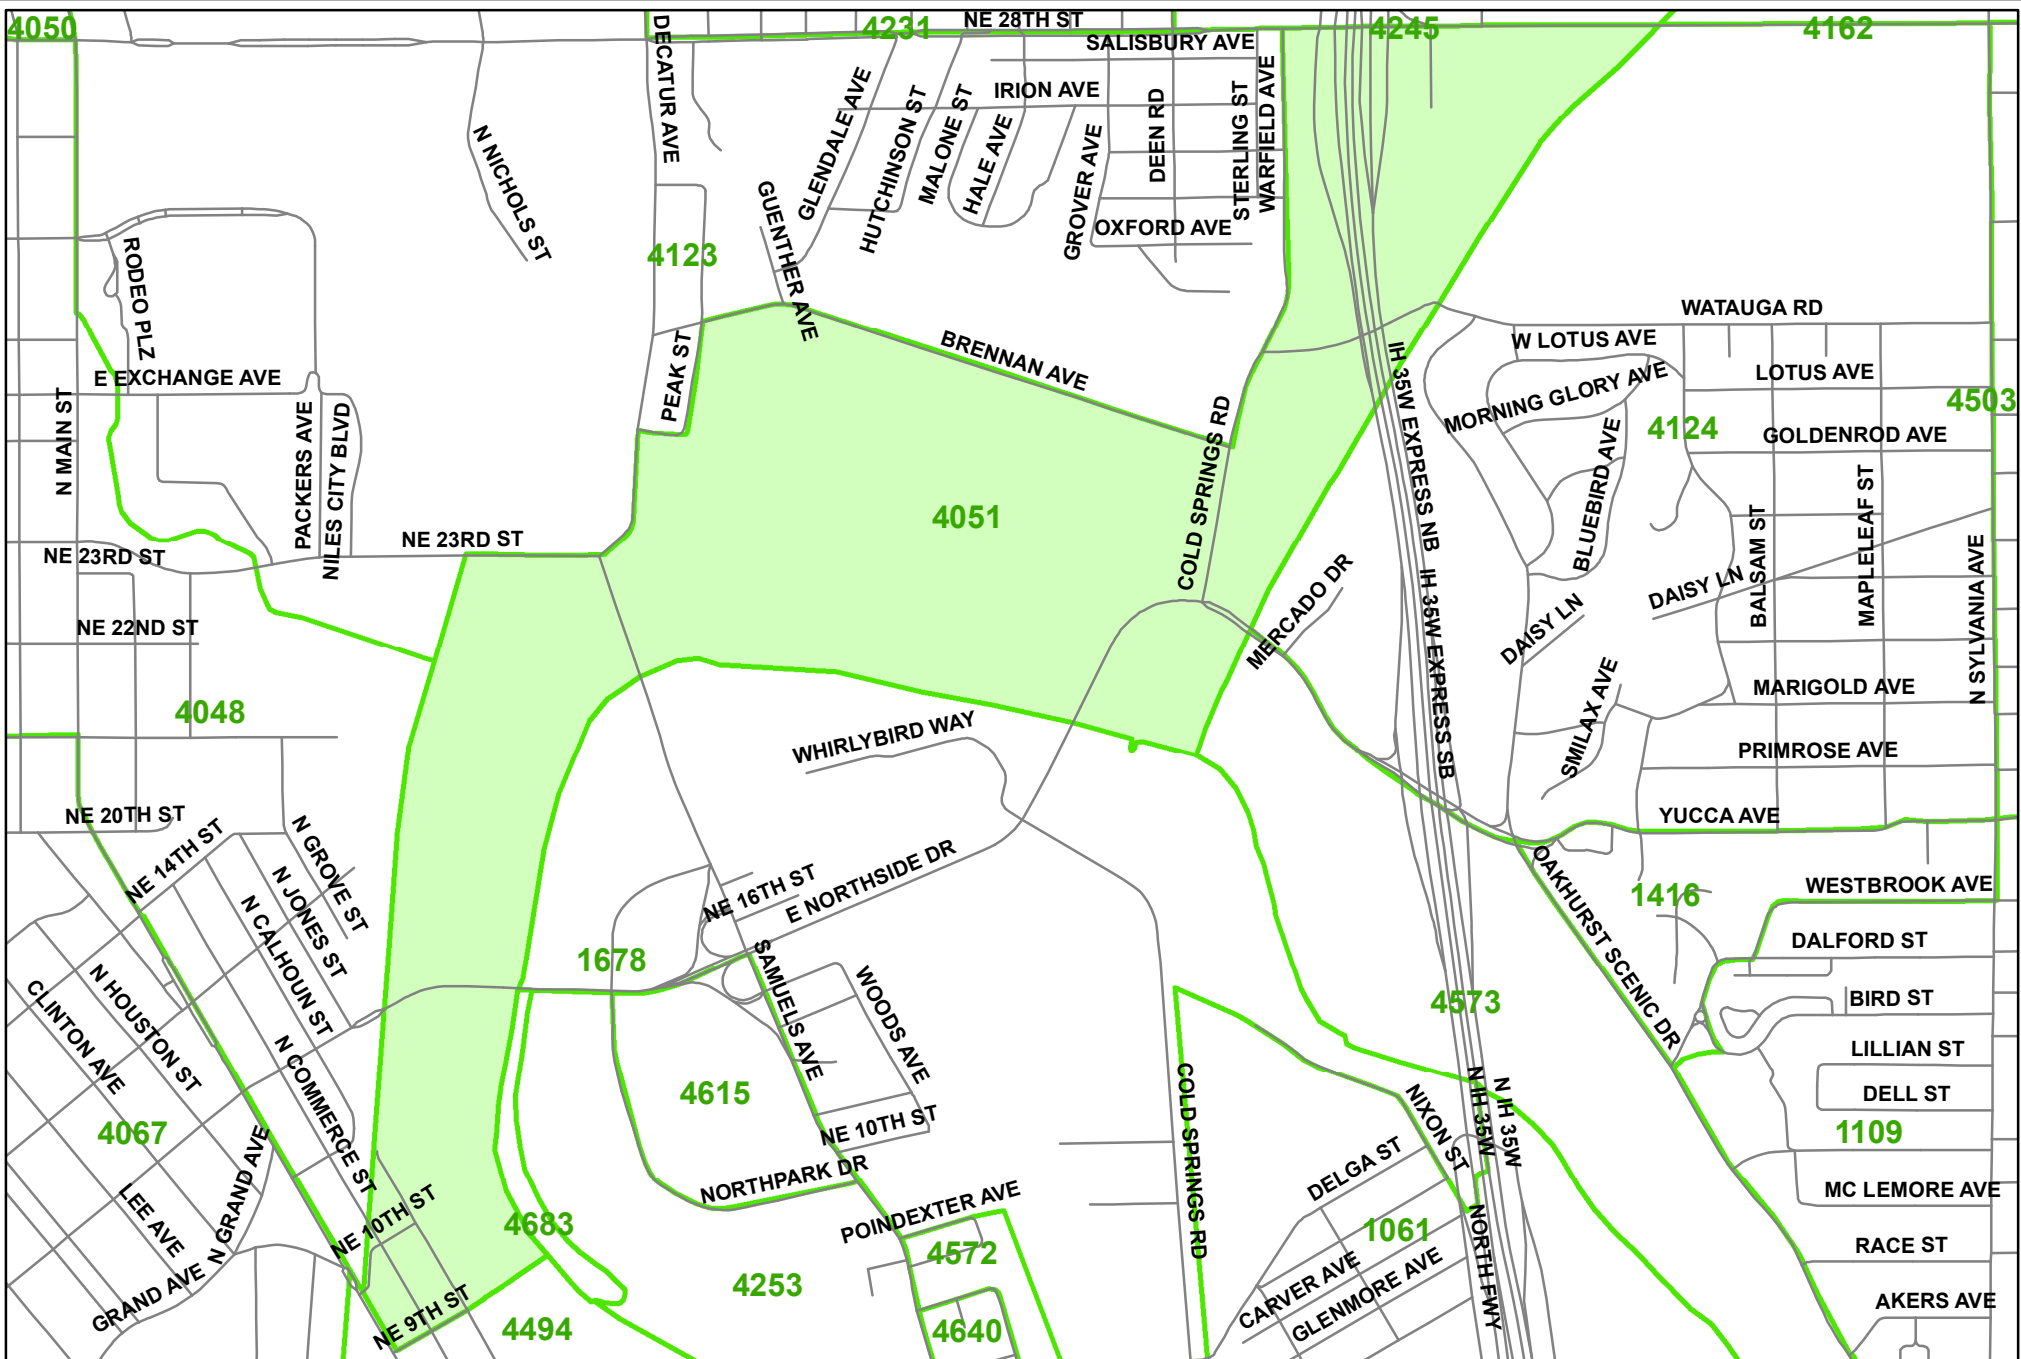 4050
4231
NE 28TH ST
4245
4162
SALISBURY AVE
DECATUR AVE
IRION AVE
GLENDALE AVE
HUTCHINSON ST
MALONE ST
HALE AVE
GROVER AVE
DEEN RD
STERLING ST
WARFIELD AVE
OXFORD AVE
N NICHOLS ST
4123
GUENTHER AVE
RODEO PLZ
E EXCHANGE AVE
PEAK ST
BRENNAN AVE
WATAUGA RD
W LOTUS AVE
LOTUS AVE
MORNING GLORY AVE
4503
4124
GOLDENROD AVE
N MAIN ST
PACKERS AVE
NILES CITY BLVD
COLD SPRINGS RD
IH 35W EXPRESS NB
BLUEBIRD AVE
4051
NE 23RD ST
NE 23RD ST
BALSAM ST
MAPLELEAF ST
N SYLVANIA AVE
MERCADO DR
IH 35W EXPRESS SB
DAISY LN
DAISY LN
NE 22ND ST
4048
SMILAX AVE
MARIGOLD AVE
WHIRLYBIRD WAY
PRIMROSE AVE
NE 20TH ST
YUCCA AVE
NE 14TH ST
N GROVE ST
N JONES ST
N CALHOUN ST
NE 16TH ST
E NORTHSIDE DR
OAKHURST SCENIC DR
1416
WESTBROOK AVE
DALFORD ST
1678
SAMUELS AVE
WOODS AVE
N HOUSTON ST
CLINTON AVE
4573
BIRD ST
N COMMERCE ST
LILLIAN ST
4615
COLD SPRINGS RD
NIXON ST
N IH 35W
N IH 35W
DELL ST
4067
NE 10TH ST
1109
N GRAND AVE
LEE AVE
NORTHPARK DR
DELGA ST
MC LEMORE AVE
NE 10TH ST
4683
POINDEXTER AVE
4572
1061
NORTH FWY
RACE ST
GRAND AVE
4253
CARVER AVE
GLENMORE AVE
AKERS AVE
NE 9TH ST
4494
4640